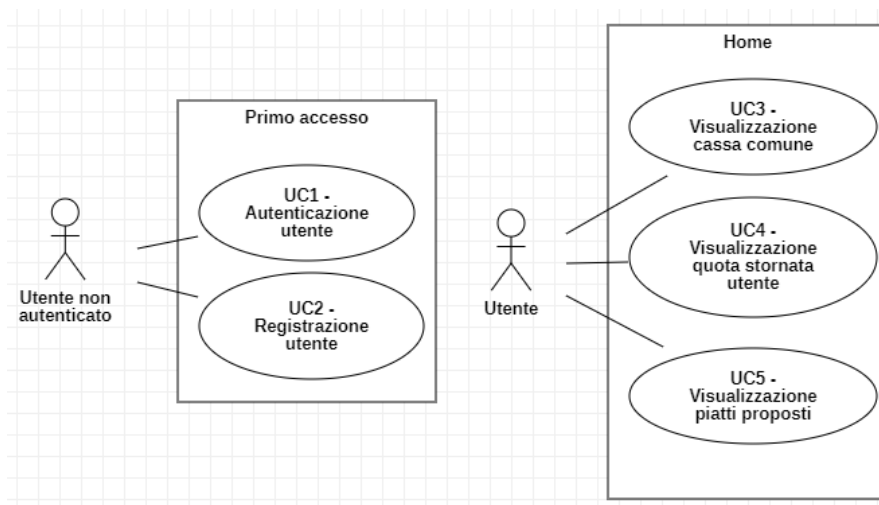 Primo accesso
UC1 -
Autenticazione
utente
UC2 -
Registrazione
utente
Utente non
autenticato
Home
UC3 -
Visualizzazione
cassa comune
UC4 -
Visualizzazione
quota stornata
utente
UC5 -
Visualizzazione
piatti proposti
Utente